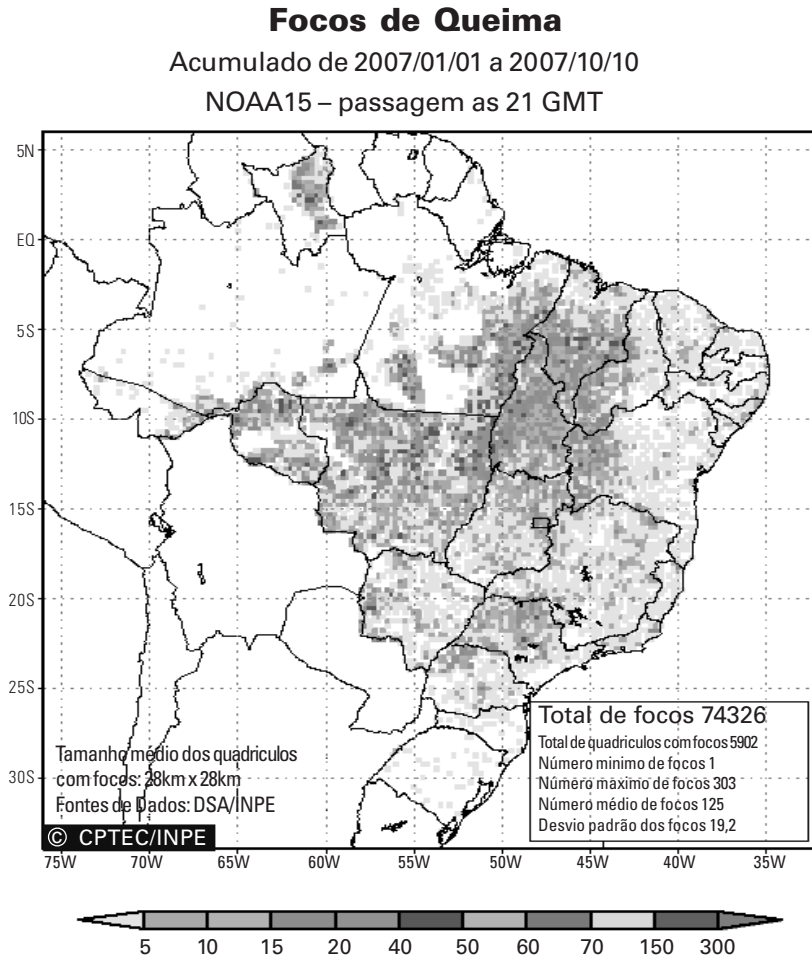 Focos de Queima
Acumulado de 2007/01/01 a 2007/10/10
NOAA15 – passagem as 21 GMT
5N
EQ
5S
10S
15S
20S
25S
30S
Total de focos 74326
Total de quadriculos com focos 5902
Número minimo de focos 1
Número maximo de focos 303
Número médio de focos 125
Desvio padrão dos focos 19,2
Tamanho médio dos quadriculos
com focos: 28km x 28km
Fontes de Dados: DSA/INPE
© CPTEC/INPE
75W 70W 65W 60W 55W 50W 45W 40W 35W
5 10 15 20 40 50 60 70 150 300